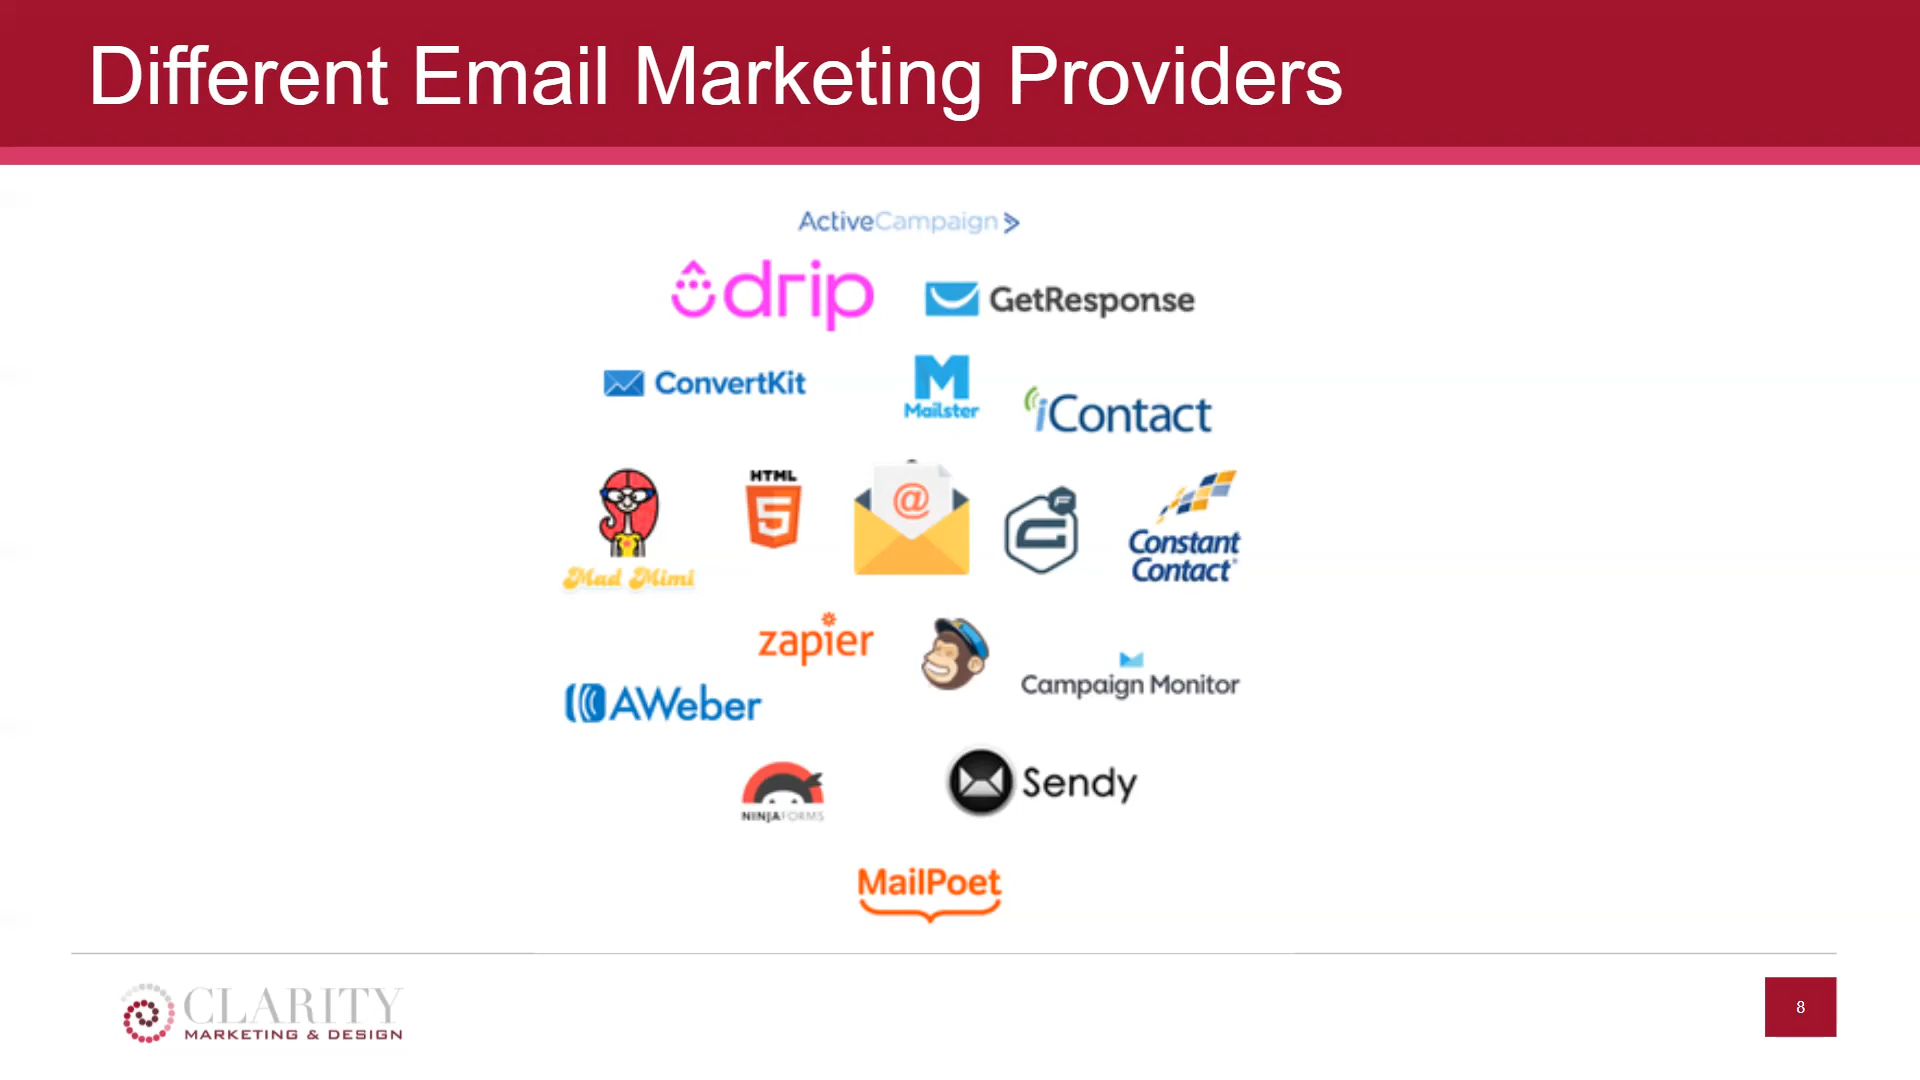 Different Email Marketing Providers
ActiveCampaign
drip
GetResponse
ConvertKit
M
Mailster
iContact
HTML
5
@
G
F
Mad Mimi
Constant
Contact®
zapier
Campaign Monitor
AWeber
NINJAFORMS
Sendy
MailPoet
CLARITY
MARKETING & DESIGN
8